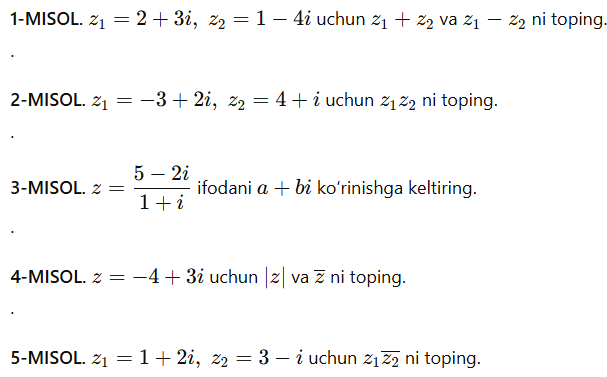 1-MISOL. $z_1 = 2 + 3i,\ z_2 = 1 - 4i$ uchun $z_1 + z_2$ va $z_1 - z_2$ ni toping.
.
2-MISOL. $z_1 = -3 + 2i,\ z_2 = 4 + i$ uchun $z_1 z_2$ ni toping.
.
3-MISOL. $z = \dfrac{5 - 2i}{1 + i}$ ifodani $a + bi$ ko‘rinishga keltiring.
.
4-MISOL. $z = -4 + 3i$ uchun $|z|$ va $\overline{z}$ ni toping.
.
5-MISOL. $z_1 = 1 + 2i,\ z_2 = 3 - i$ uchun $z_1 \overline{z_2}$ ni toping.